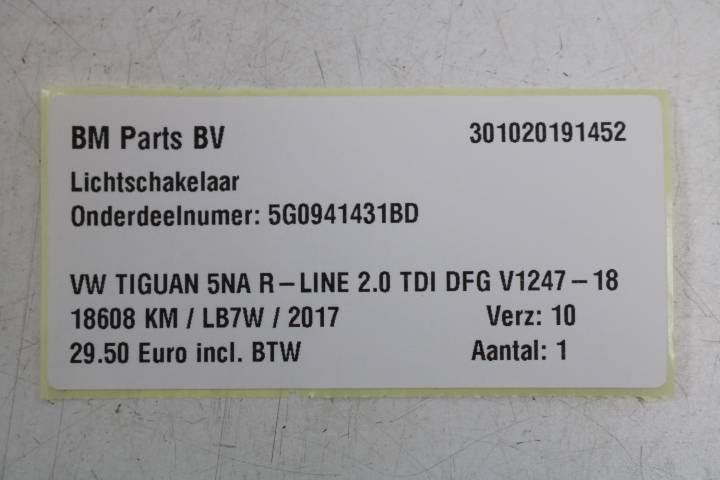 BM Parts BV 301020191452
Lichtschakelaar
Onderdeelnumer: 5G0941431BD
VW TIGUAN 5NA R-LINE 2.0 TDI DFG V1247-18
18608 KM / LB7W / 2017 Verz: 10
29.50 Euro incl. BTW Aantal: 1